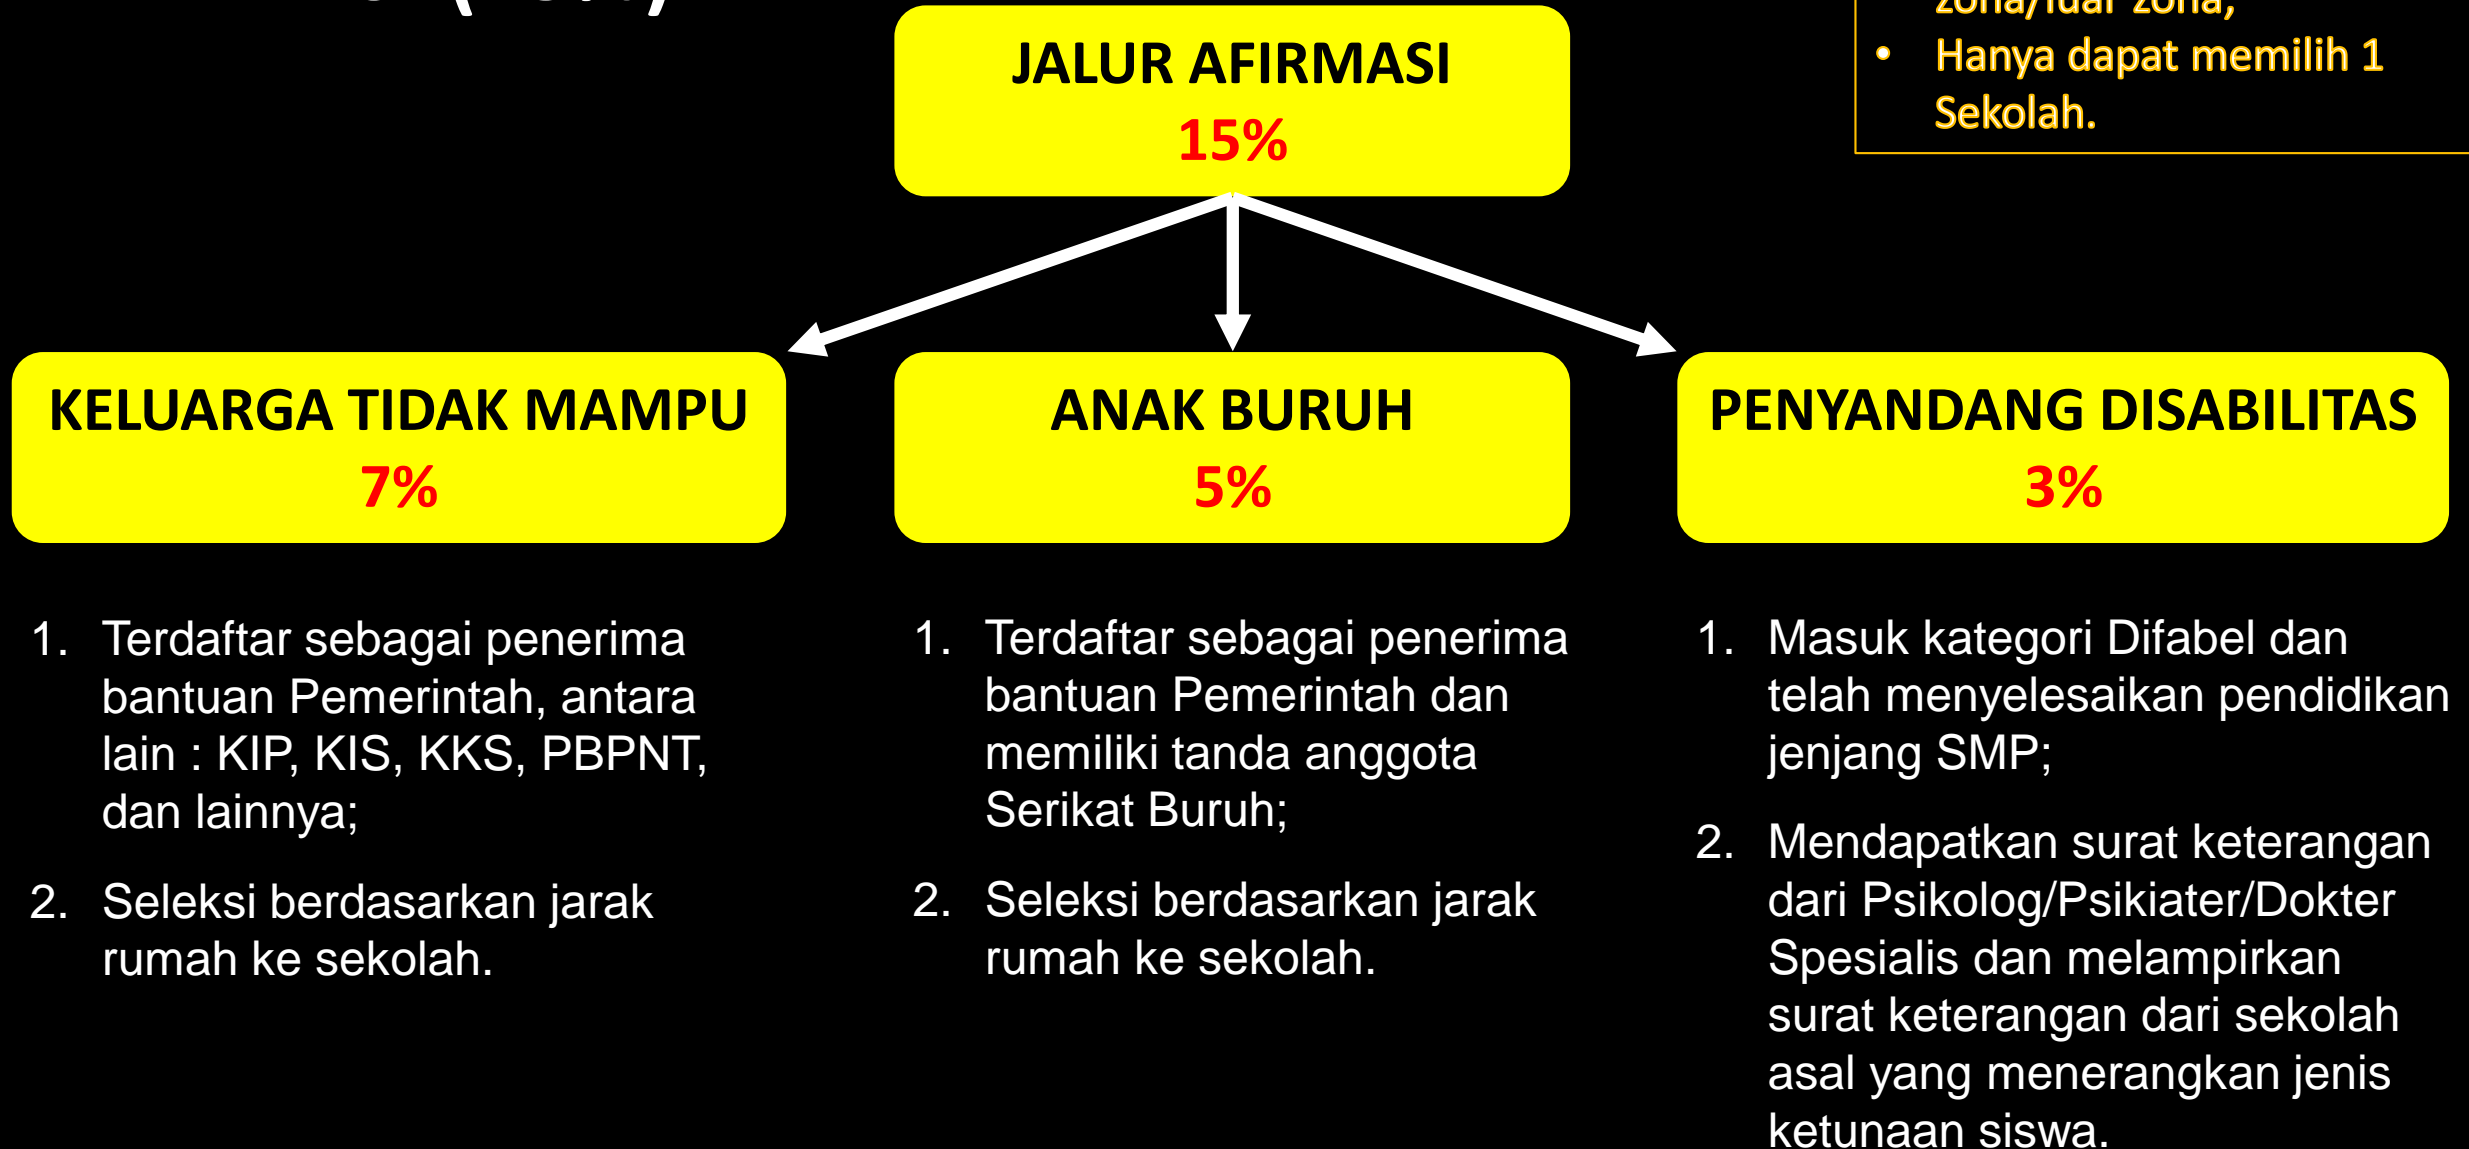 zona/luar zona;
• Hanya dapat memilih 1
Sekolah.
JALUR AFIRMASI
15%
KELUARGA TIDAK MAMPU
7%
1. Terdaftar sebagai penerima
bantuan Pemerintah, antara
lain : KIP, KIS, KKS, PBPNT,
dan lainnya;
2. Seleksi berdasarkan jarak
rumah ke sekolah.
ANAK BURUH
5%
1. Terdaftar sebagai penerima
bantuan Pemerintah dan
memiliki tanda anggota
Serikat Buruh;
2. Seleksi berdasarkan jarak
rumah ke sekolah.
PENYANDANG DISABILITAS
3%
1. Masuk kategori Difabel dan
telah menyelesaikan pendidikan
jenjang SMP;
2. Mendapatkan surat keterangan
dari Psikolog/Psikiater/Dokter
Spesialis dan melampirkan
surat keterangan dari sekolah
asal yang menerangkan jenis
ketunaan siswa.